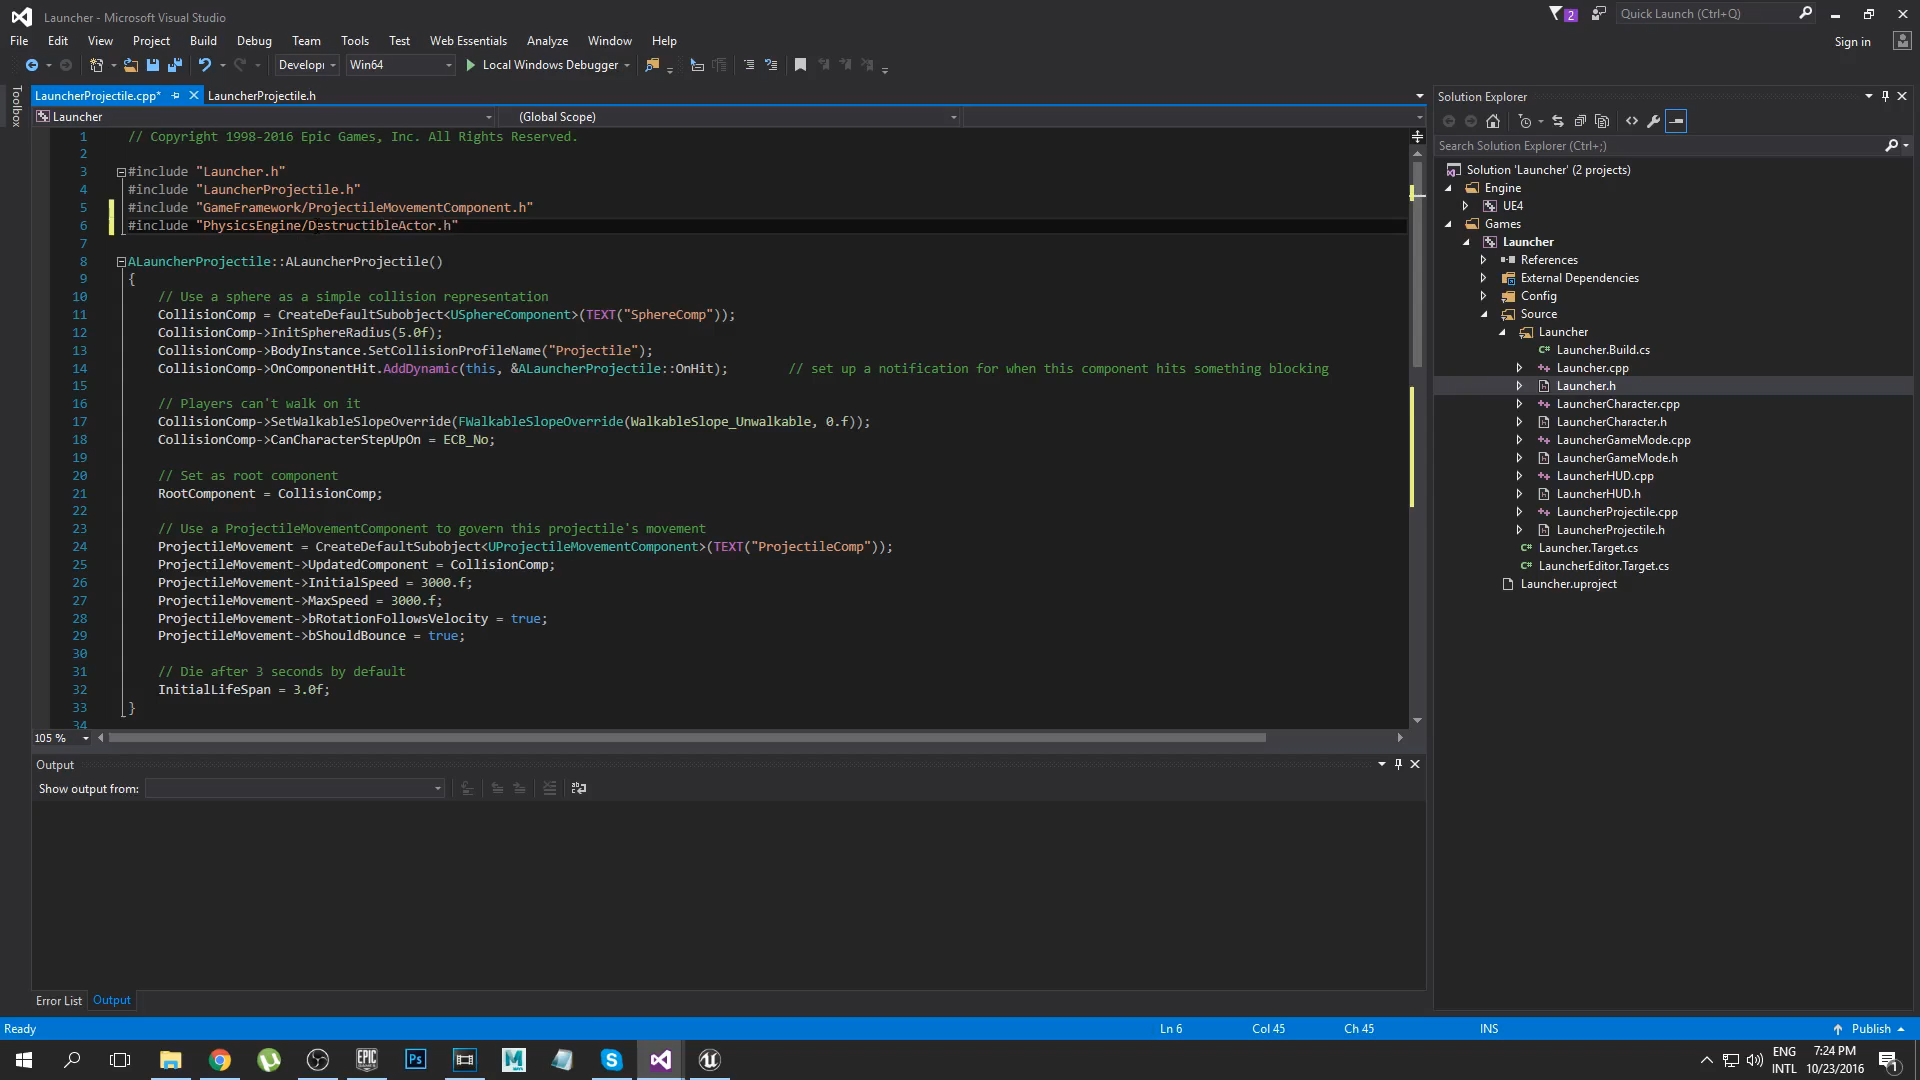 Launcher - Microsoft Visual Studio
2
Quick Launch (Ctrl+Q)
File Edit View Project Build Debug Team Tools Test Web Essentials Analyze Window Help
Sign in
Develop Win64 Local Windows Debugger
Toolbox
LauncherProjectile.cpp* LauncherProjectile.h
Launcher (Global Scope)
1 // Copyright 1998-2016 Epic Games, Inc. All Rights Reserved.
2
3 #include "Launcher.h"
4 #include "LauncherProjectile.h"
5 #include "GameFramework/ProjectileMovementComponent.h"
6 #include "PhysicsEngine/DestructibleActor.h"
7
8 ALauncherProjectile::ALauncherProjectile()
9 {
10 // Use a sphere as a simple collision representation
11 CollisionComp = CreateDefaultSubobject<USphereComponent>(TEXT("SphereComp"));
12 CollisionComp->InitSphereRadius(5.0f);
13 CollisionComp->BodyInstance.SetCollisionProfileName("Projectile");
14 CollisionComp->OnComponentHit.AddDynamic(this, &ALauncherProjectile::OnHit); // set up a notification for when this component hits something blocking
15
16 // Players can't walk on it
17 CollisionComp->SetWalkableSlopeOverride(FWalkableSlopeOverride(WalkableSlope_Unwalkable, 0.f));
18 CollisionComp->CanCharacterStepUpOn = ECB_No;
19
20 // Set as root component
21 RootComponent = CollisionComp;
22
23 // Use a ProjectileMovementComponent to govern this projectile's movement
24 ProjectileMovement = CreateDefaultSubobject<UProjectileMovementComponent>(TEXT("ProjectileComp"));
25 ProjectileMovement->UpdatedComponent = CollisionComp;
26 ProjectileMovement->InitialSpeed = 3000.f;
27 ProjectileMovement->MaxSpeed = 3000.f;
28 ProjectileMovement->bRotationFollowsVelocity = true;
29 ProjectileMovement->bShouldBounce = true;
30
31 // Die after 3 seconds by default
32 InitialLifeSpan = 3.0f;
33 }
34
105 %
Output
Show output from:
Error List Output
Solution Explorer
Search Solution Explorer (Ctrl+;)
Solution 'Launcher' (2 projects)
Engine
UE4
Games
Launcher
References
External Dependencies
Config
Source
Launcher
C# Launcher.Build.cs
++ Launcher.cpp
Launcher.h
++ LauncherCharacter.cpp
LauncherCharacter.h
++ LauncherGameMode.cpp
LauncherGameMode.h
++ LauncherHUD.cpp
LauncherHUD.h
++ LauncherProjectile.cpp
LauncherProjectile.h
C# Launcher.Target.cs
C# LauncherEditor.Target.cs
Launcher.uproject
Ready Ln 6 Col 45 Ch 45 INS Publish
EPIC Ps M S
ENG
INTL
7:24 PM
10/23/2016
1